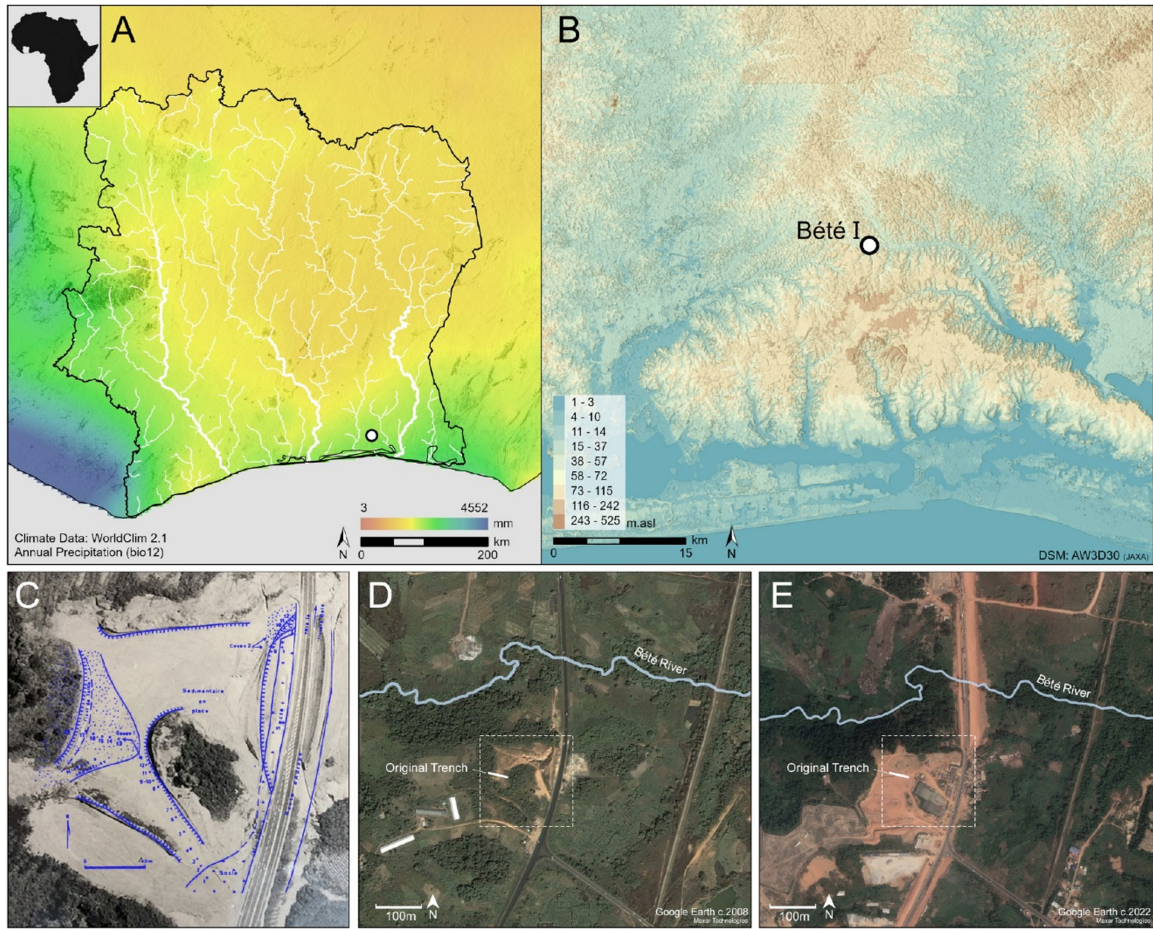 A
3
4552
mm
km
0
200
N
Climate Data: WorldClim 2.1
Annual Precipitation (bio12)
B
Bété I
1 - 3
4 - 10
11 - 14
15 - 37
38 - 57
58 - 72
73 - 115
116 - 242
243 - 525
m.asl
km
0
15
N
DSM: AW3D30 (JAXA)
C
Sedimentaire
en
place
D
Bété River
Original Trench
100m
N
Google Earth c.2008
Maxar Technologies
E
Bété River
Original Trench
100m
N
Google Earth c.2022
Maxar Technologies